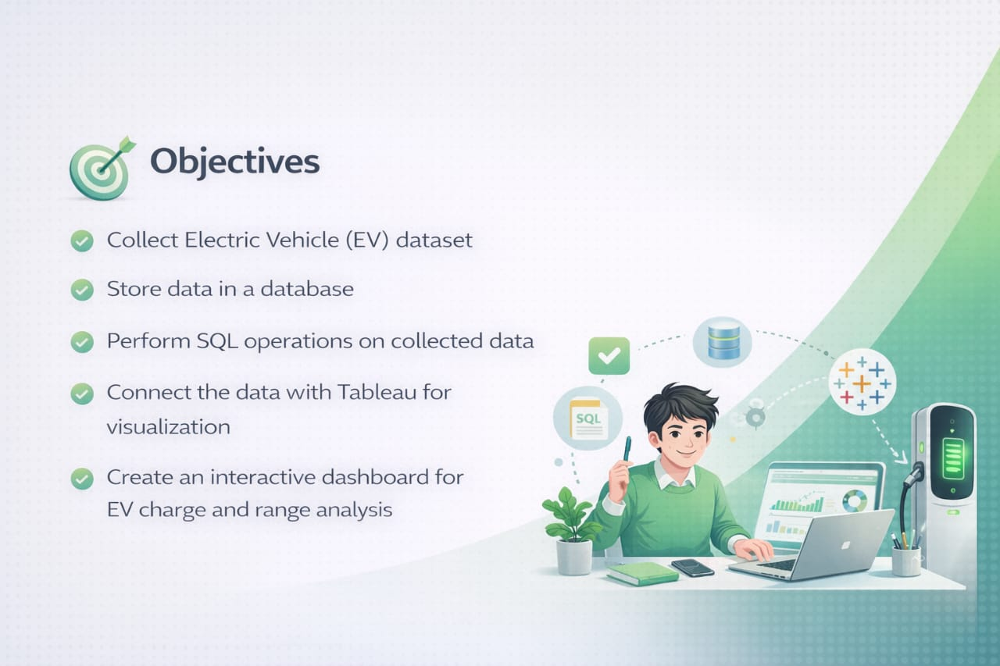 Objectives
Collect Electric Vehicle (EV) dataset
Store data in a database
Perform SQL operations on collected data
Connect the data with Tableau for
visualization
Create an interactive dashboard for
EV charge and range analysis
SQL